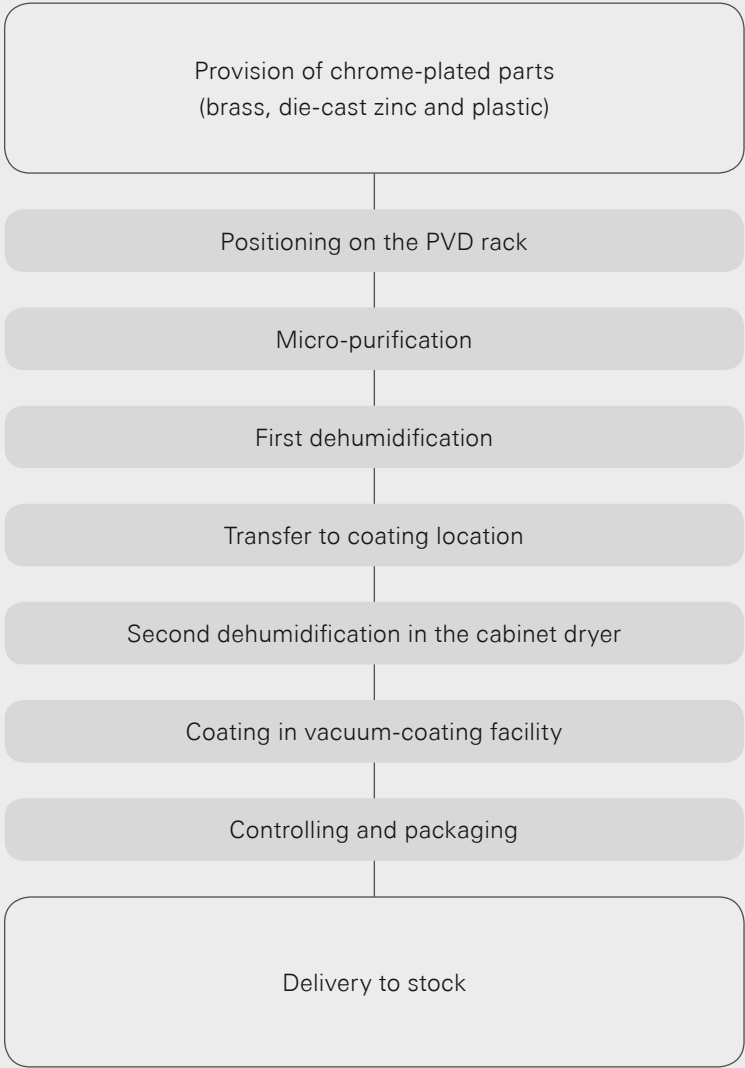 Provision of chrome-plated parts
(brass, die-cast zinc and plastic)
Positioning on the PVD rack
Micro-purification
First dehumidification
Transfer to coating location
Second dehumidification in the cabinet dryer
Coating in vacuum-coating facility
Controlling and packaging
Delivery to stock